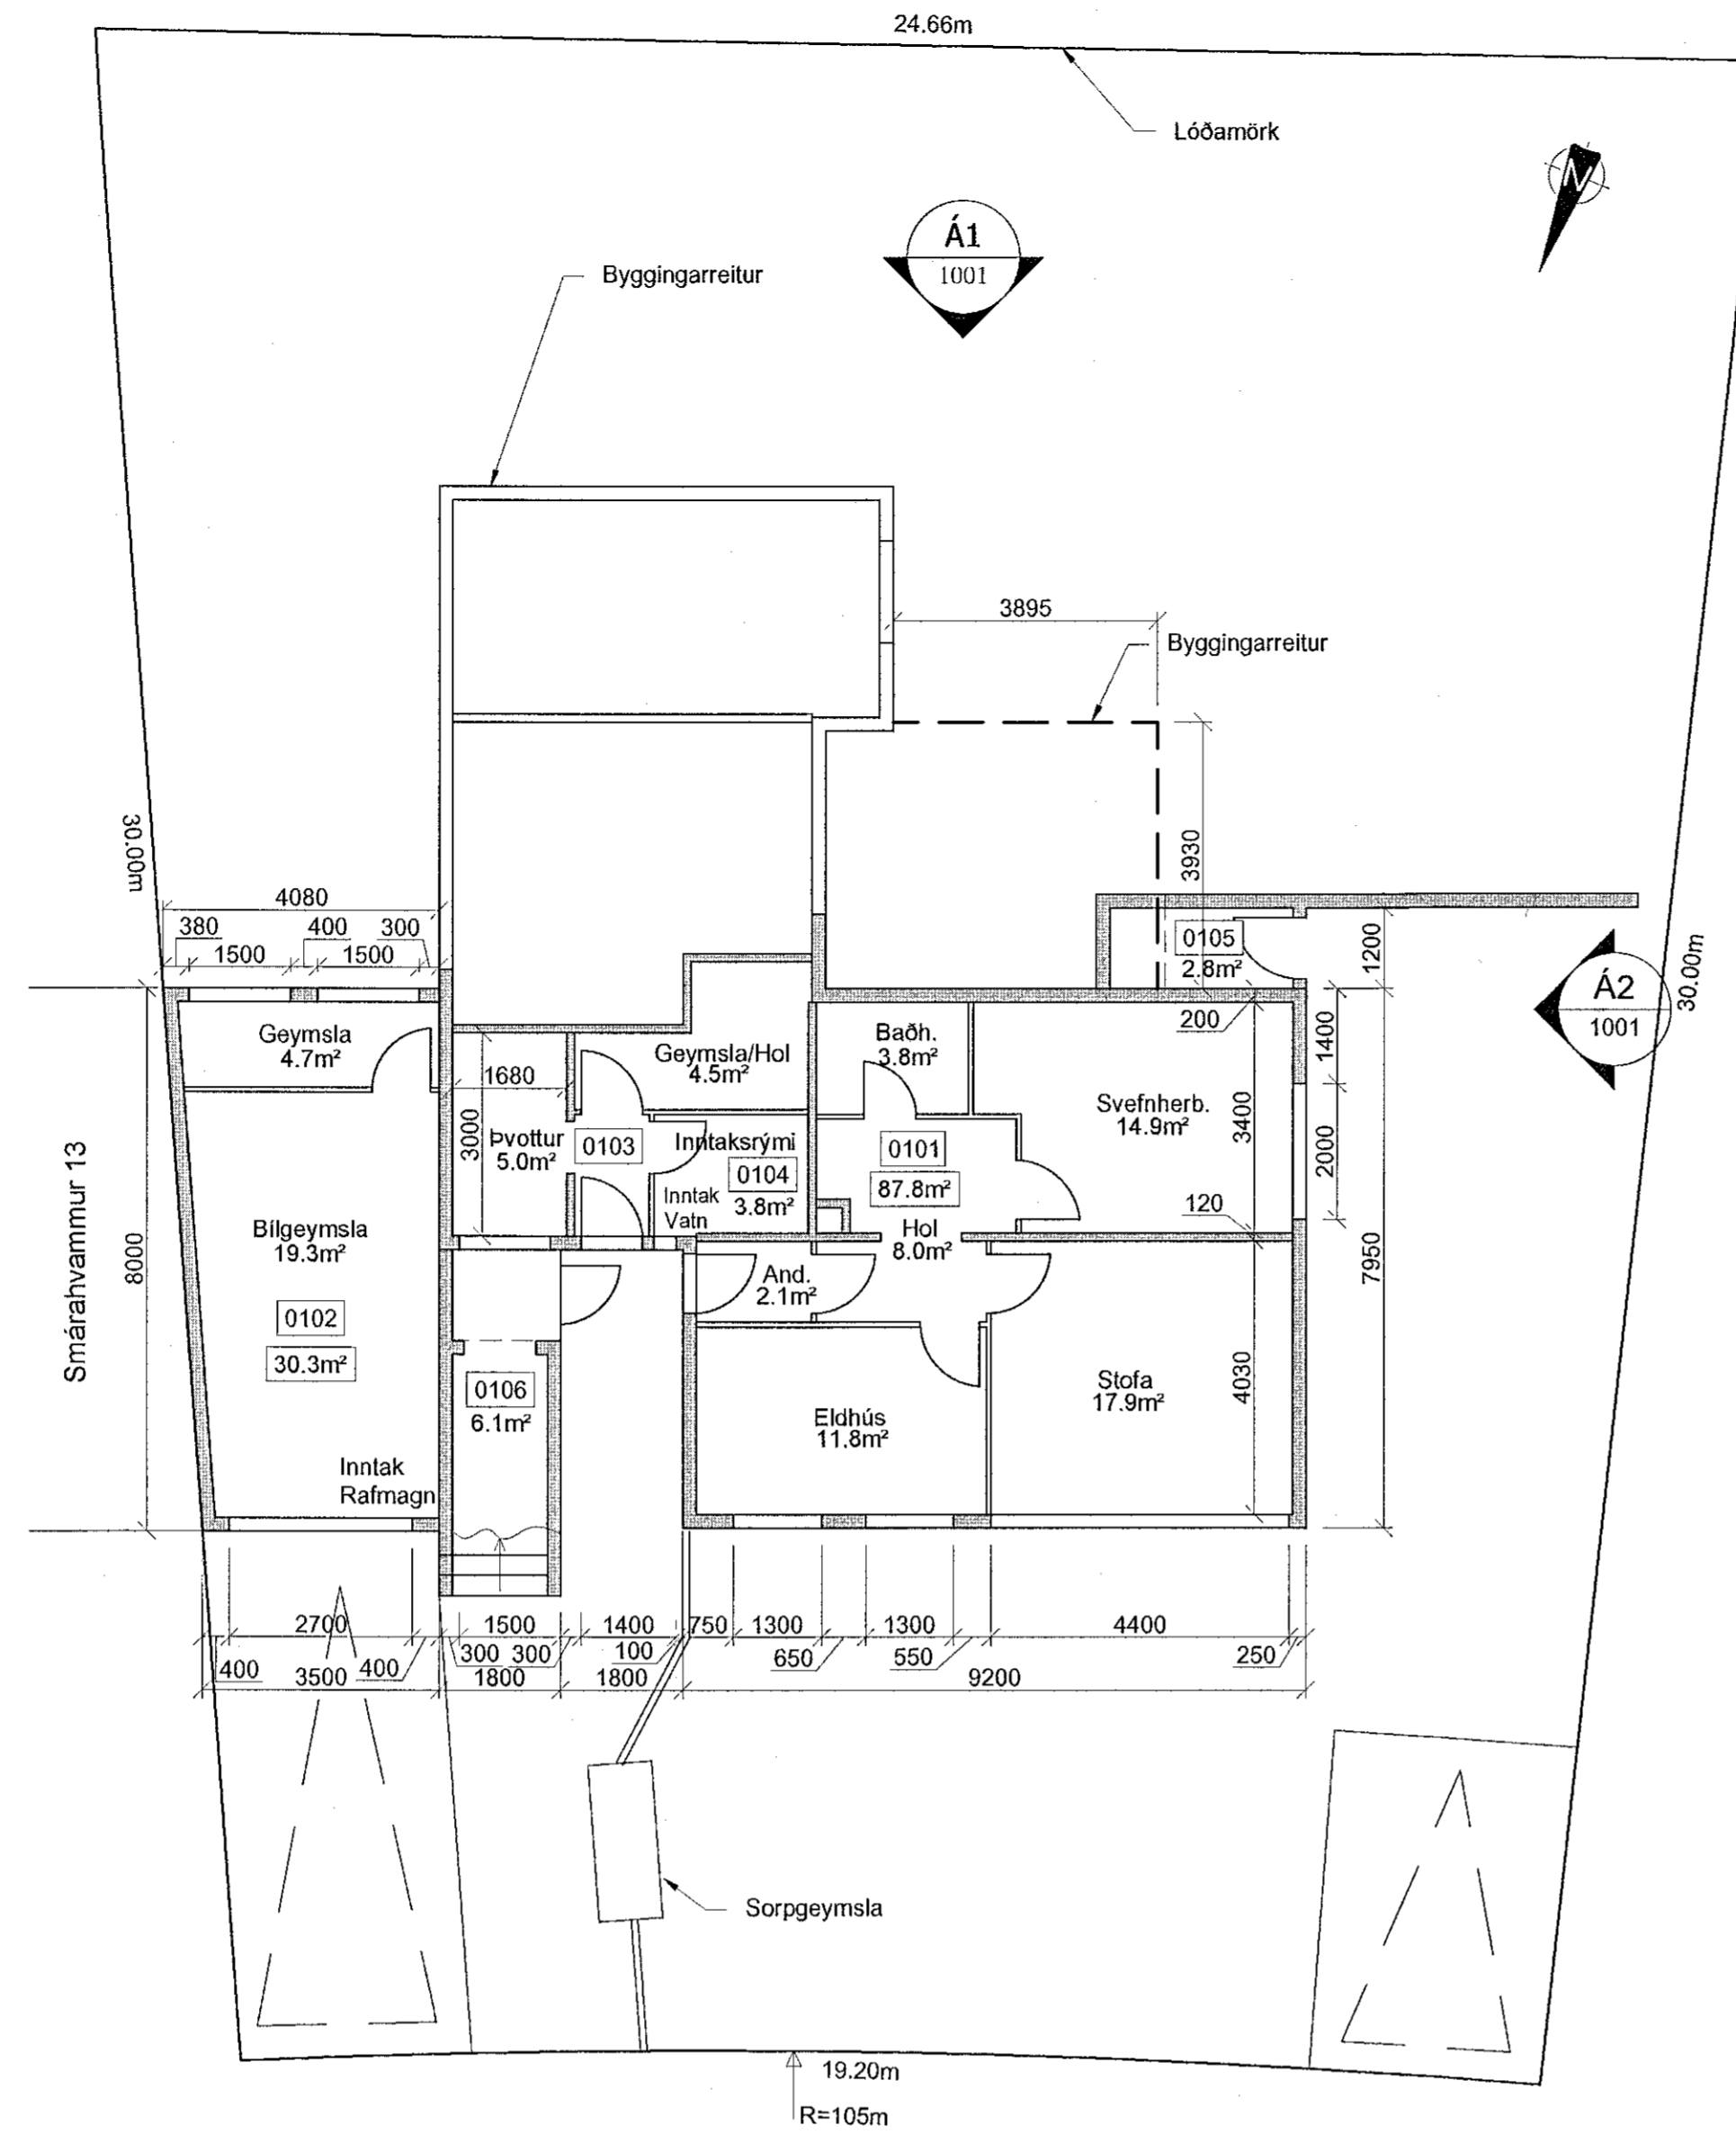 24.66m
Lóðamörk
N
Á1
1001
Byggingarreitur
3895
Byggingarreitur
30.00m
3930
4080
380
400
300
1500
1500
0105
2.8m²
1200
Á2
1001
30.00m
200
1400
Geymsla
4.7m²
Geymsla/Hol
4.5m²
Baðh.
3.8m²
1680
3000
Svefnherb.
14.9m²
3400
2000
Þvottur
5.0m²
0103
Inntaksrými
0104
3.8m²
Inntak
Vatn
0101
87.8m²
Hol
8.0m²
120
Smárahvammur 13
8000
Bílgeymsla
19.3m²
0102
30.3m²
And.
2.1m²
7950
0106
6.1m²
Eldhús
11.8m²
Stofa
17.9m²
4030
Inntak
Rafmagn
2700
1500
1400
750
1300
1300
4400
400
400
300
300
100
650
550
250
3500
1800
1800
9200
Sorpgeymsla
19.20m
R=105m